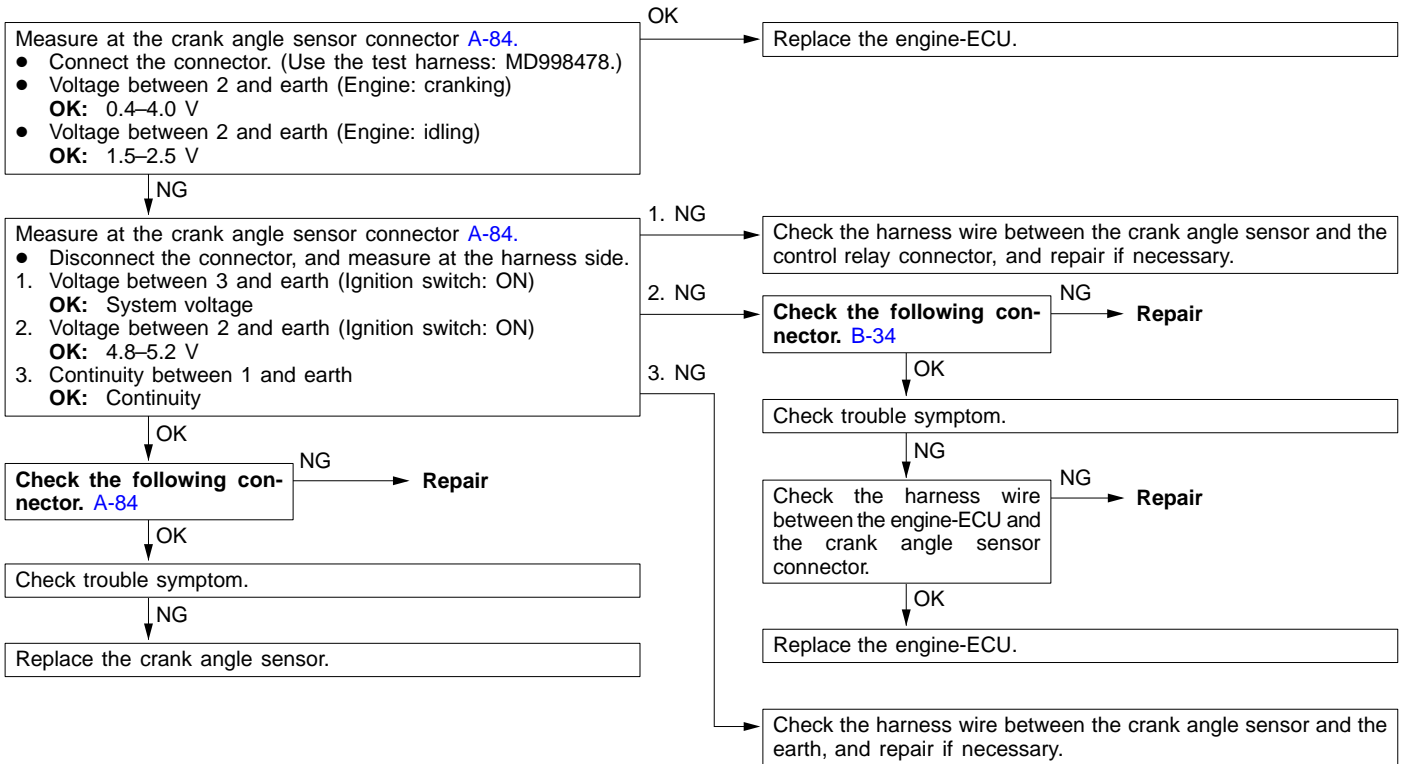 OK
Measure at the crank angle sensor connector A-84.
● Connect the connector. (Use the test harness: MD998478.)
● Voltage between 2 and earth (Engine: cranking)
OK: 0.4–4.0 V
● Voltage between 2 and earth (Engine: idling)
OK: 1.5–2.5 V
Replace the engine-ECU.
NG
Measure at the crank angle sensor connector A-84.
● Disconnect the connector, and measure at the harness side.
1. Voltage between 3 and earth (Ignition switch: ON)
OK: System voltage
2. Voltage between 2 and earth (Ignition switch: ON)
OK: 4.8–5.2 V
3. Continuity between 1 and earth
OK: Continuity
1. NG
Check the harness wire between the crank angle sensor and the
control relay connector, and repair if necessary.
2. NG
Check the following con-
nector. B-34
NG
Repair
OK
Check trouble symptom.
NG
Check the harness wire
between the engine-ECU and
the crank angle sensor
connector.
NG
Repair
OK
Replace the engine-ECU.
3. NG
Check the harness wire between the crank angle sensor and the
earth, and repair if necessary.
OK
Check the following con-
nector. A-84
NG
Repair
OK
Check trouble symptom.
NG
Replace the crank angle sensor.